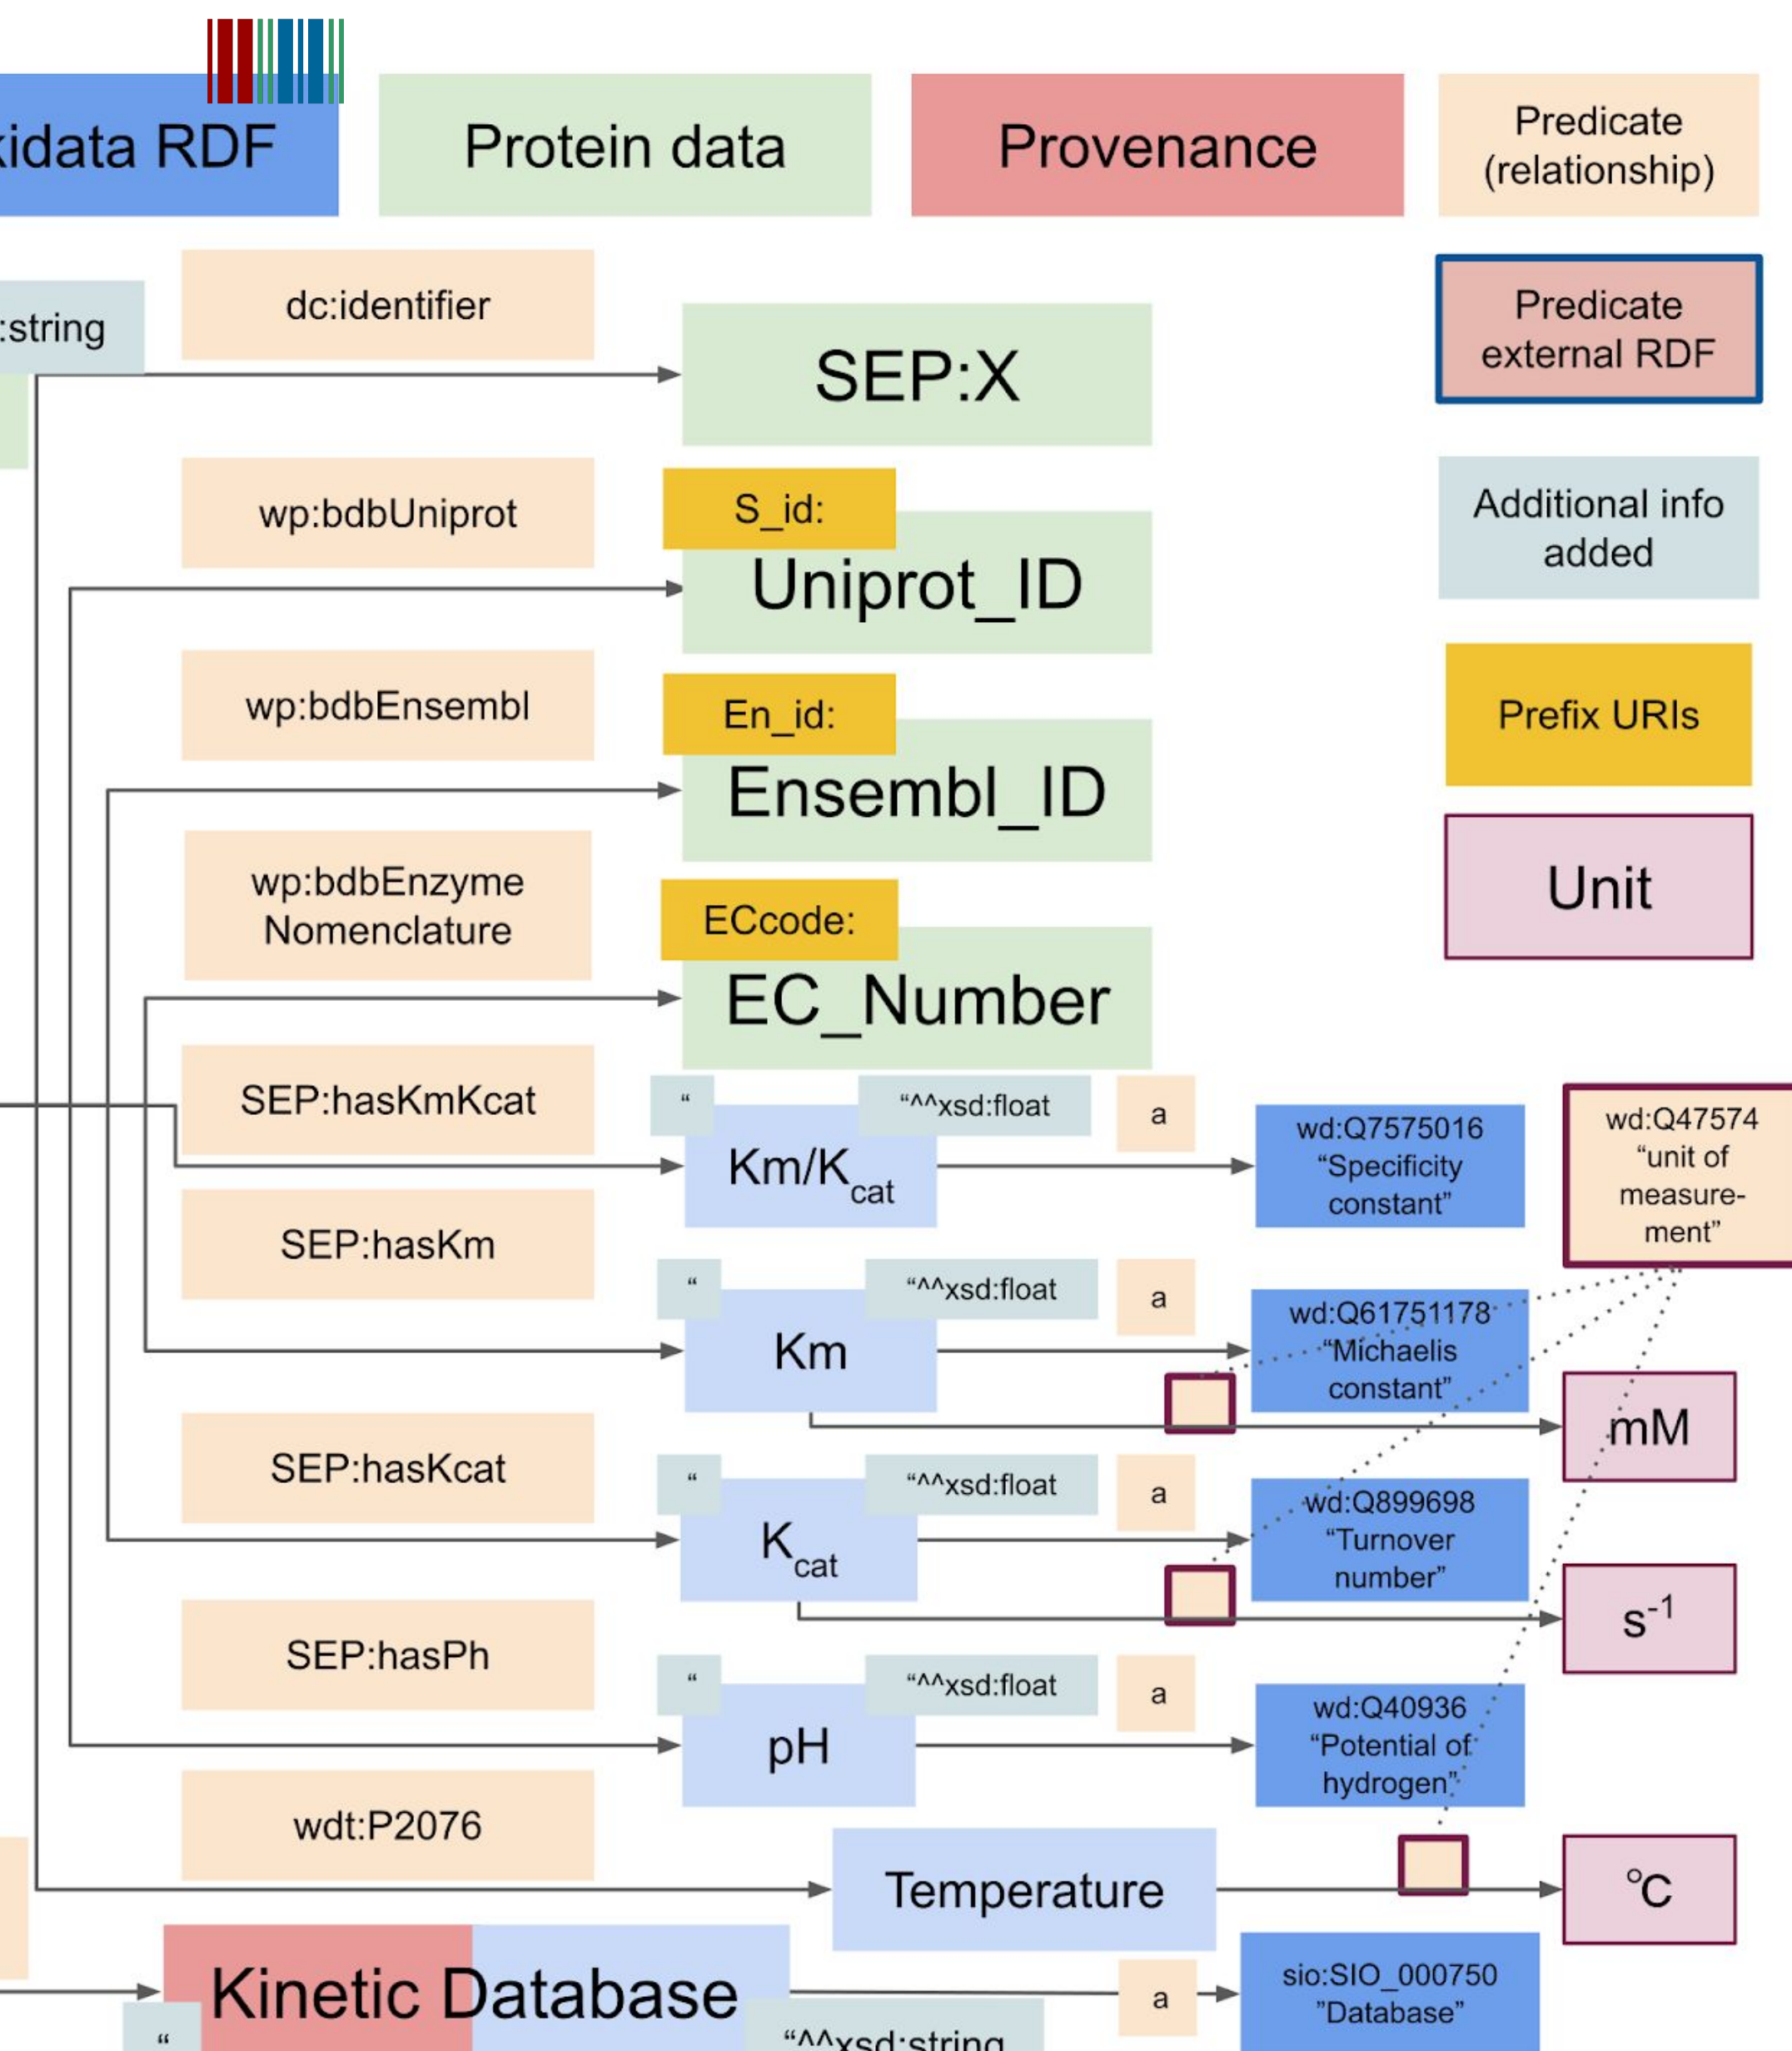 kidata RDF
Protein data
Provenance
Predicate
(relationship)
:string
dc:identifier
SEP:X
Predicate
external RDF
wp:bdbUniprot
S_id:
Uniprot_ID
Additional info
added
wp:bdbEnsembl
En_id:
Ensembl_ID
Prefix URIs
wp:bdbEnzyme
Nomenclature
ECcode:
EC_Number
Unit
SEP:hasKmKcat
“
“^^xsd:float
a
Km/Kcat
wd:Q7575016
“Specificity
constant”
wd:Q47574
“unit of
measure-
ment”
SEP:hasKm
“
“^^xsd:float
a
Km
wd:Q61751178
“Michaelis
constant”
mM
SEP:hasKcat
“
“^^xsd:float
a
Kcat
wd:Q899698
“Turnover
number”
s-1
SEP:hasPh
“
“^^xsd:float
a
pH
wd:Q40936
“Potential of
hydrogen”
wdt:P2076
Temperature
°C
Kinetic Database
“
“^^xsd:string
a
sio:SIO_000750
”Database”